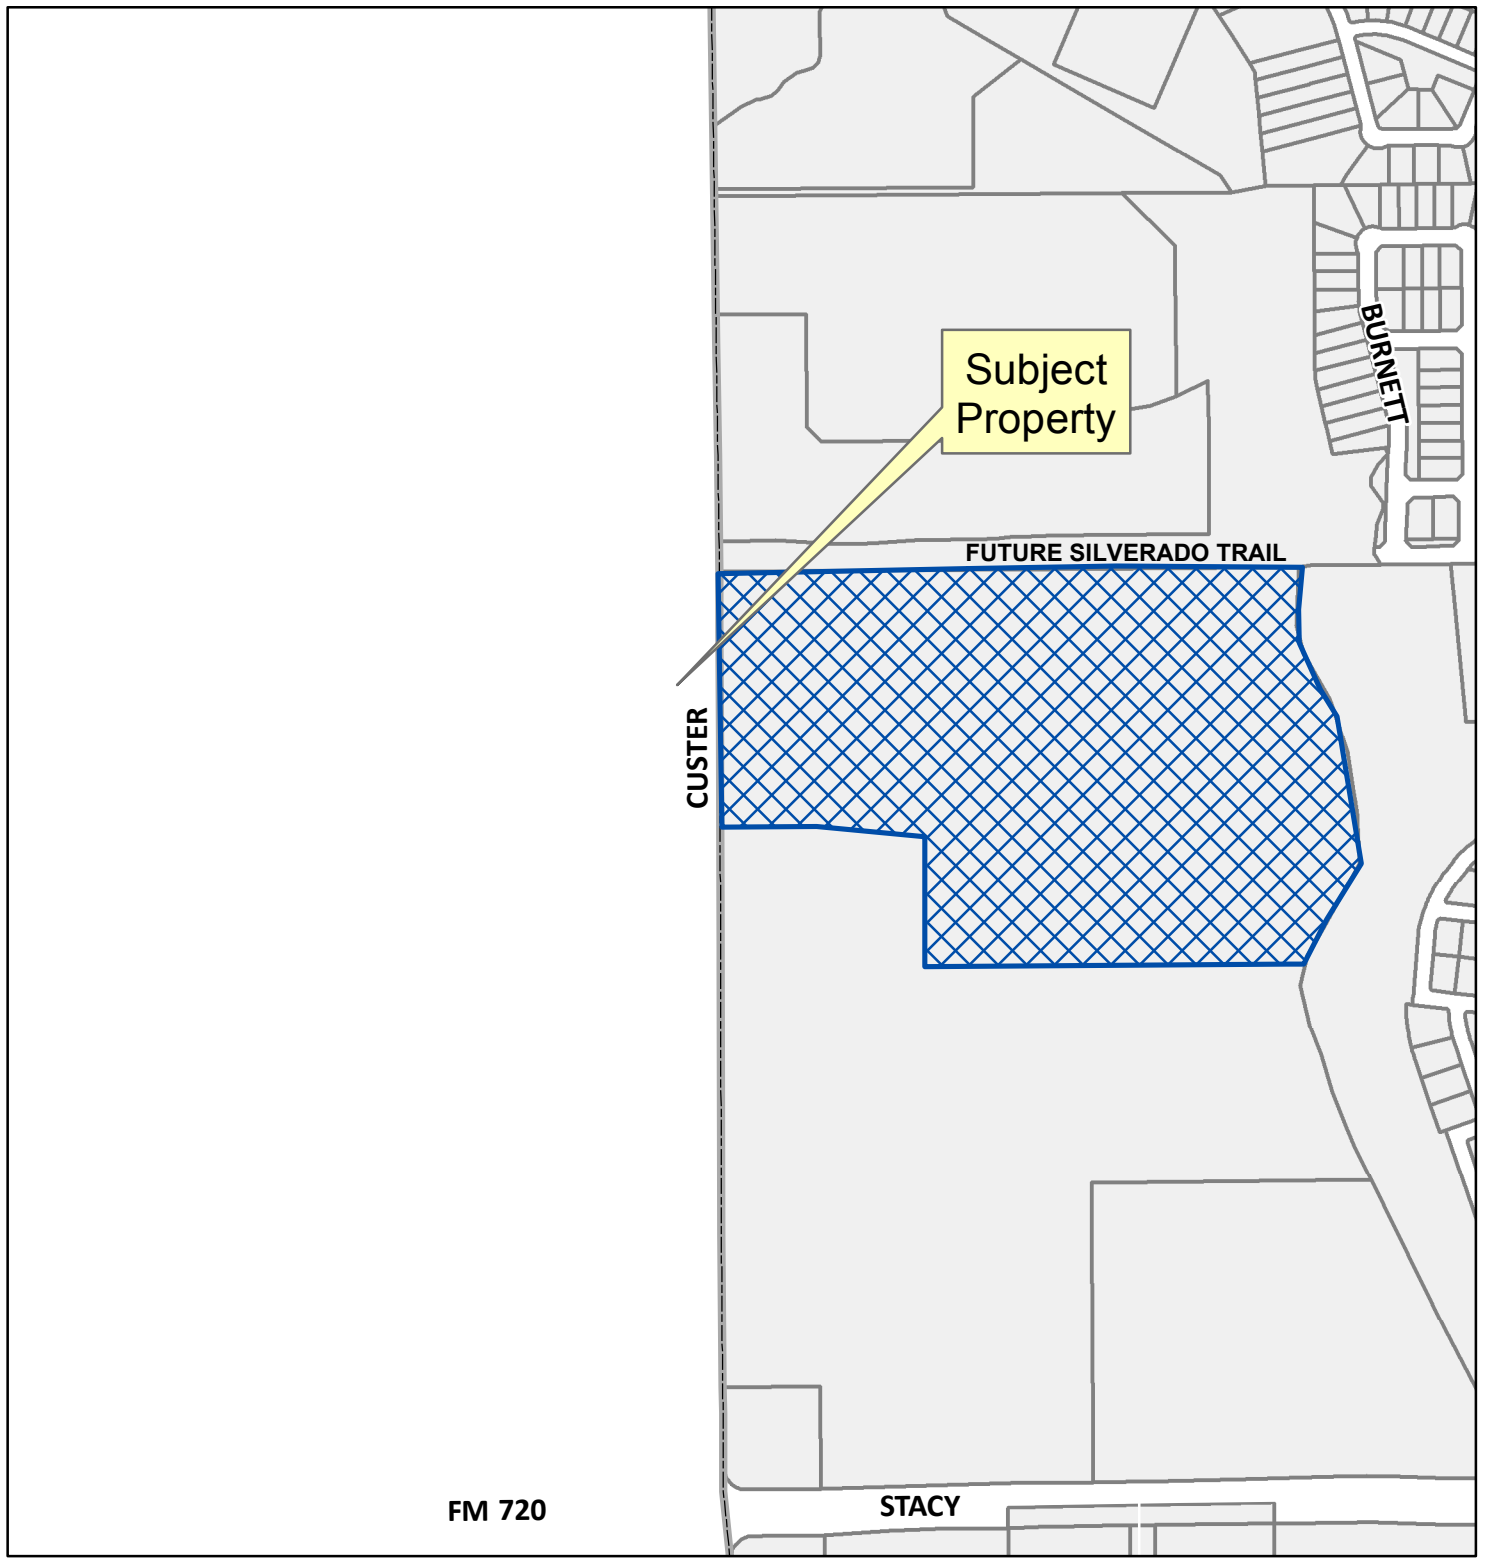 BURNETT
Subject
Property
FUTURE SILVERADO TRAIL
CUSTER
FM 720
STACY